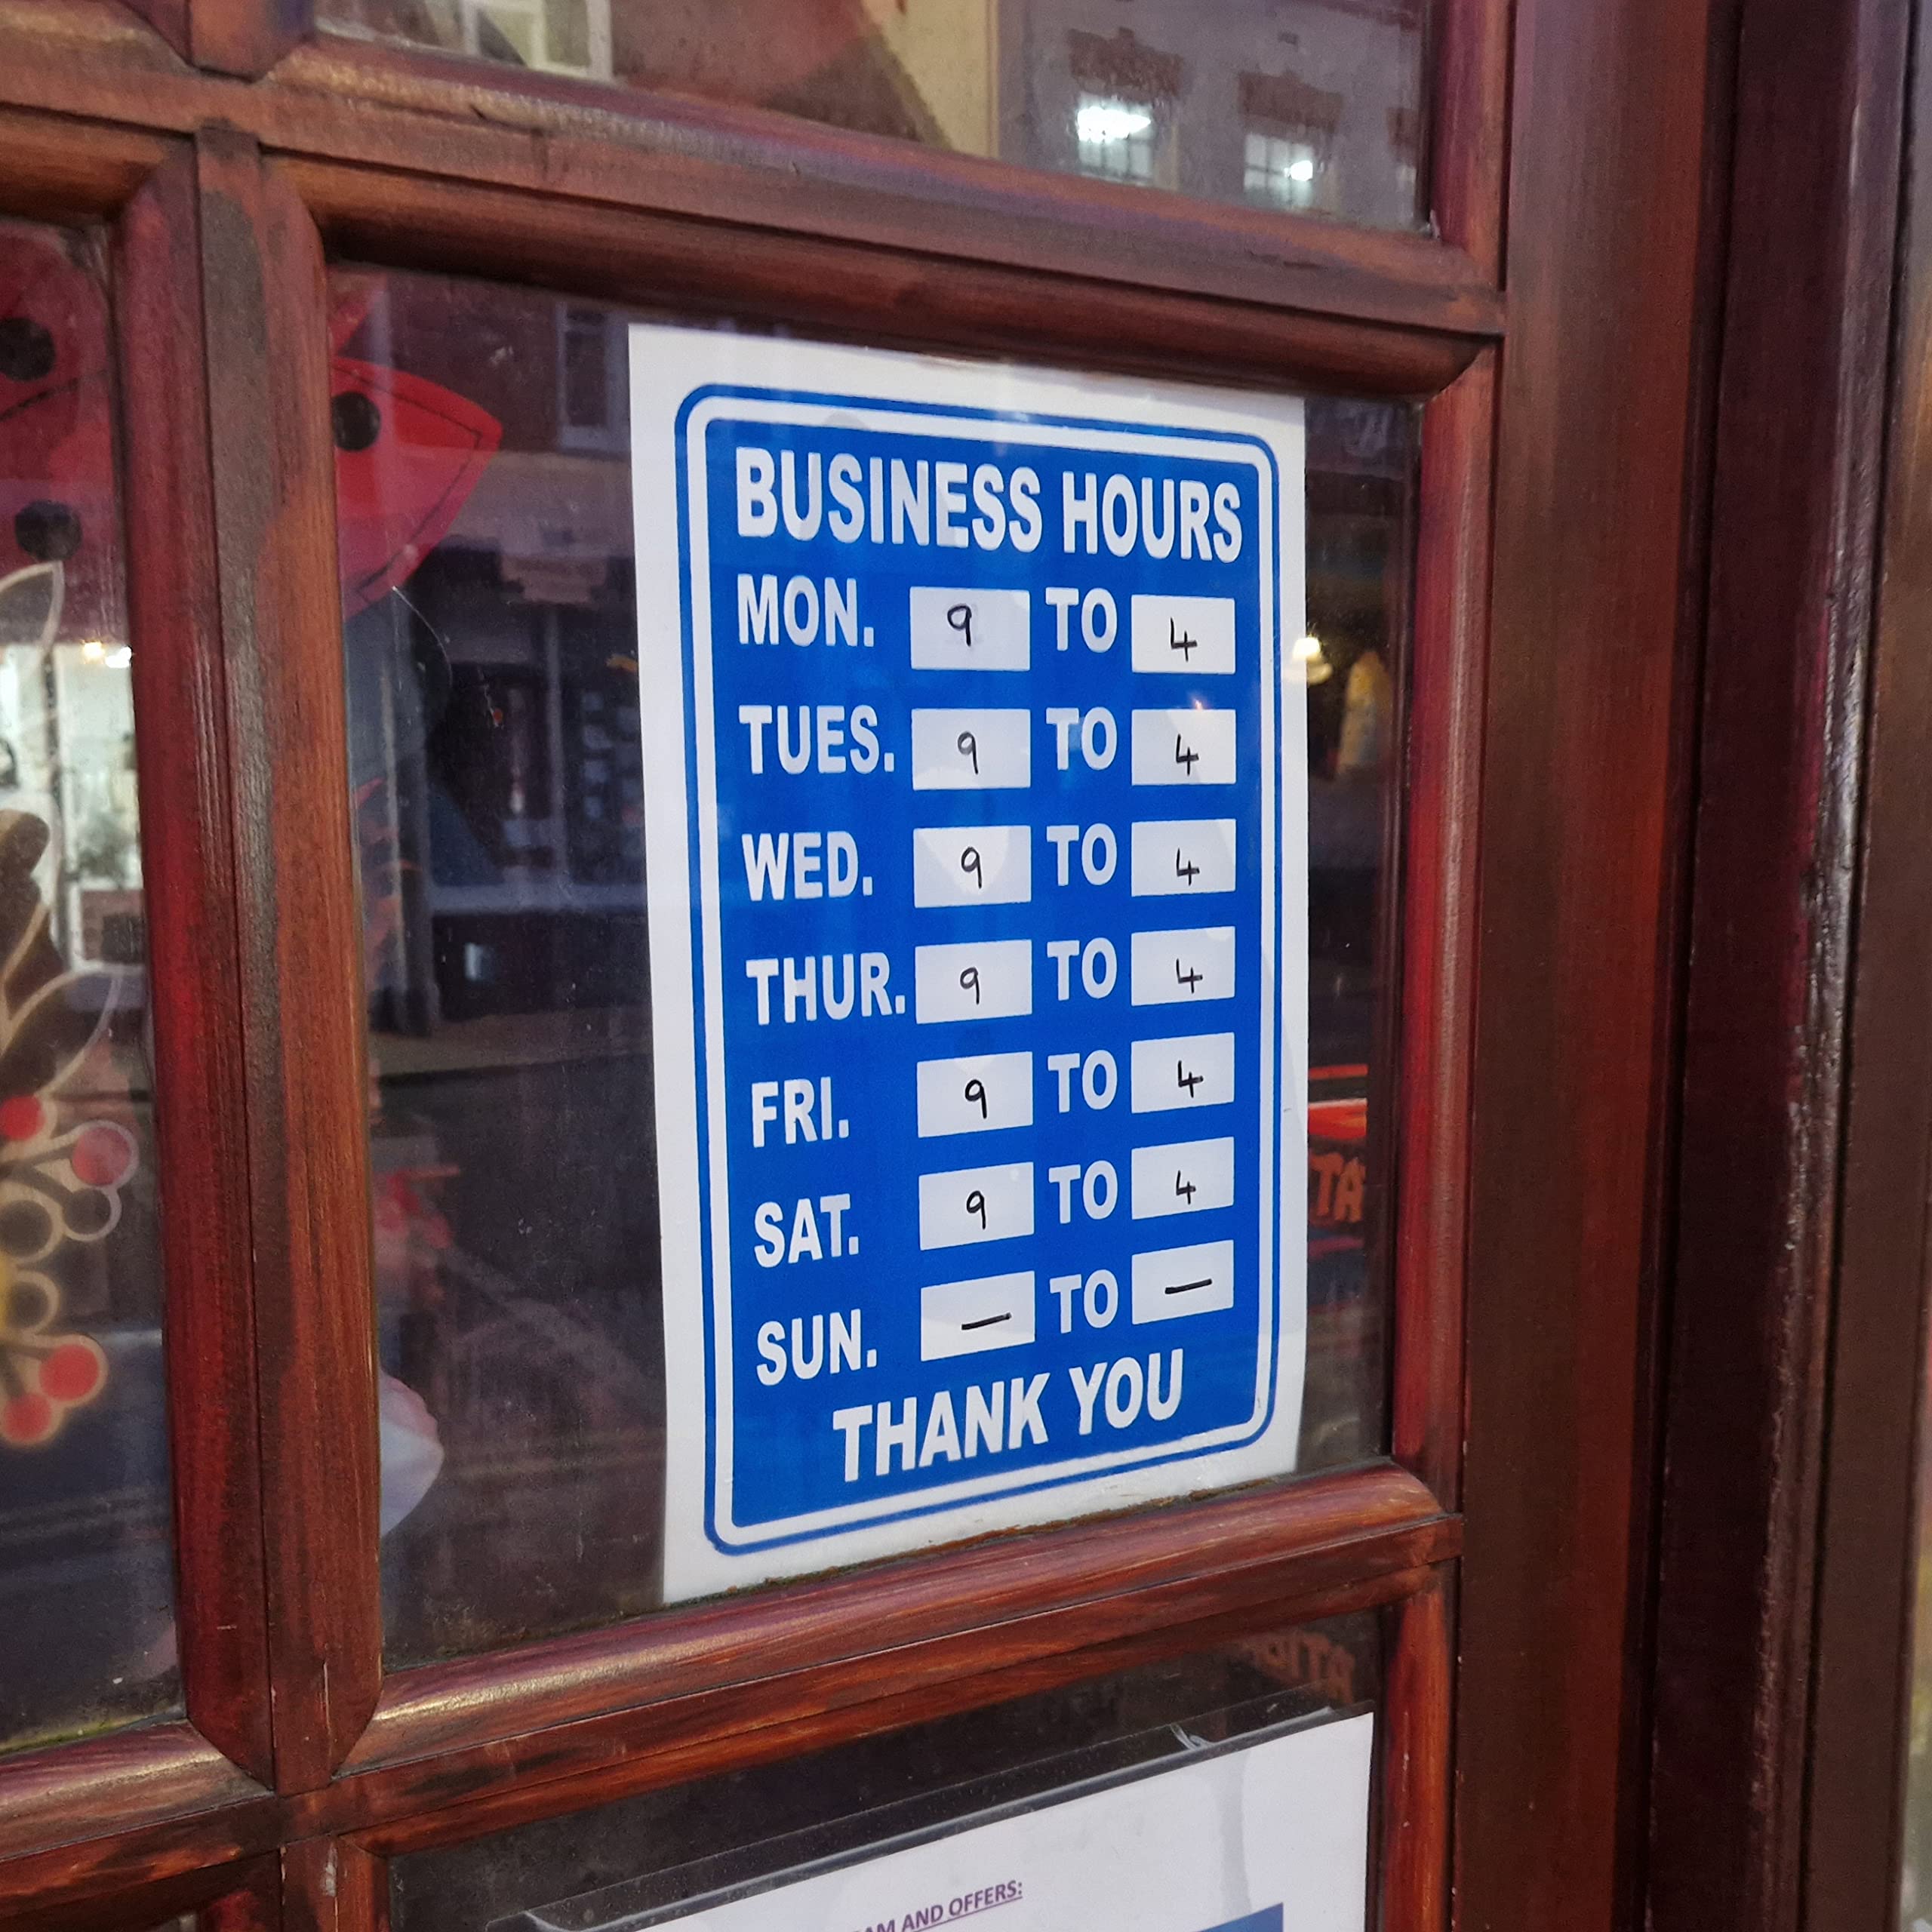 BUSINESS HOURS
MON. 9 TO 4
TUES. 9 TO 4
WED. 9 TO 4
THUR. 9 TO 4
FRI. 9 TO 4
SAT. 9 TO 4
SUN. — TO —
THANK YOU
AND OFFERS: